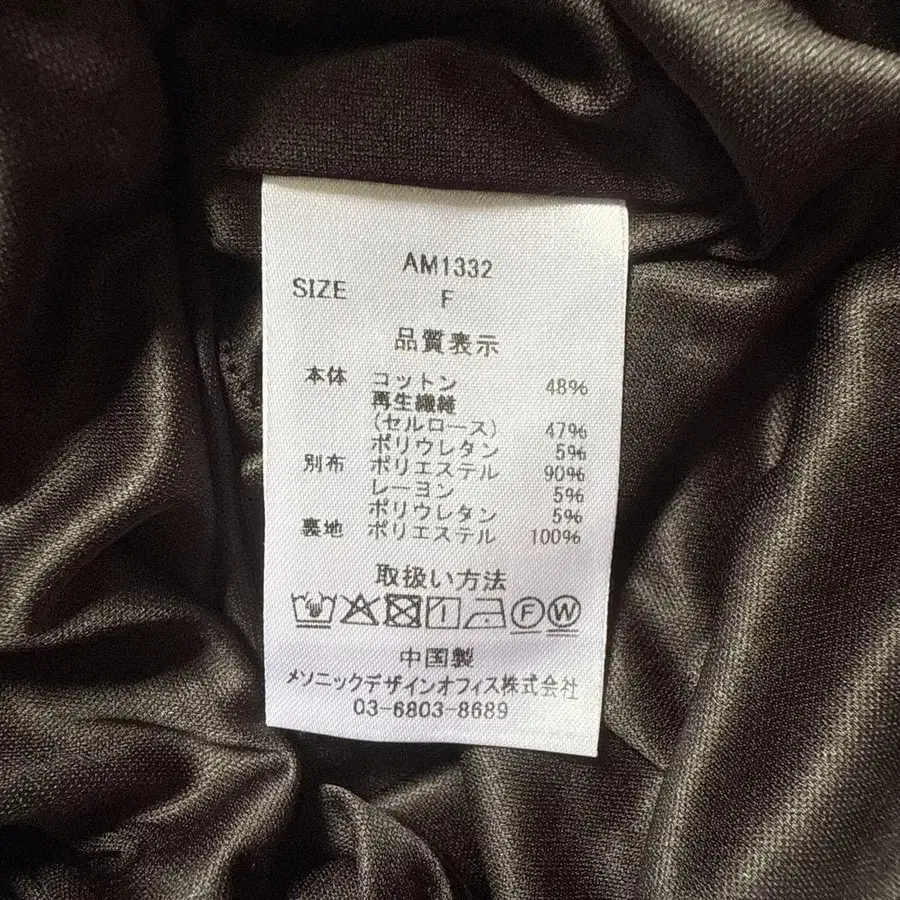 AM1332
SIZE F
品質表示
本体 コットン 48%
再生繊維
(セルロース) 47%
ポリウレタン 5%
別布 ポリエステル 90%
レーヨン 5%
ポリウレタン 5%
裏地 ポリエステル 100%
取扱い方法
F W
中国製
メソニックデザインオフィス株式会社
03-6803-8689